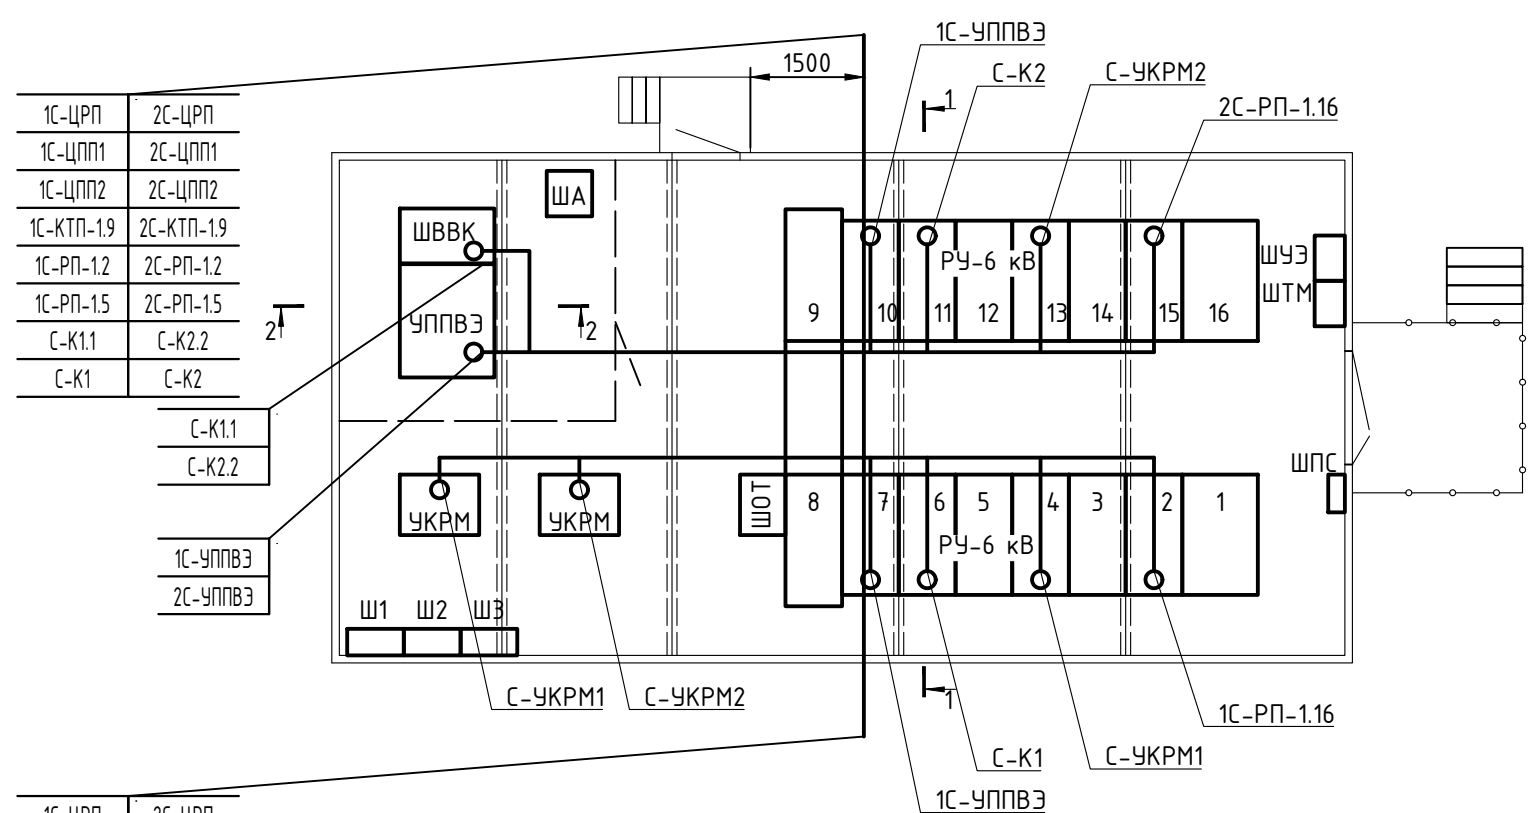 1С-УППВЭ
1500
С-К2
С-УКРМ2
1
2С-РП-1.16
1С-ЦРП 2С-ЦРП
1С-ЦПП1 2С-ЦПП1
1С-ЦПП2 2С-ЦПП2
1С-КТП-1.9 2С-КТП-1.9
1С-РП-1.2 2С-РП-1.2
1С-РП-1.5 2С-РП-1.5
С-К1.1 С-К2.2
С-К1 С-К2
ША
ШВВК
УППВЭ
2
2
РУ-6 кВ
9 10 11 12 13 14 15 16
ШУЭ
ШТМ
С-К1.1
С-К2.2
ШПС
УКРМ
УКРМ
ШОТ
8 7 6 5 4 3 2 1
РУ-6 кВ
1С-УППВЭ
2С-УППВЭ
Ш1 Ш2 Ш3
С-УКРМ1
С-УКРМ2
1
1С-РП-1.16
С-К1
С-УКРМ1
1С-УППВЭ
1С-ЦРП 2С-ЦРП